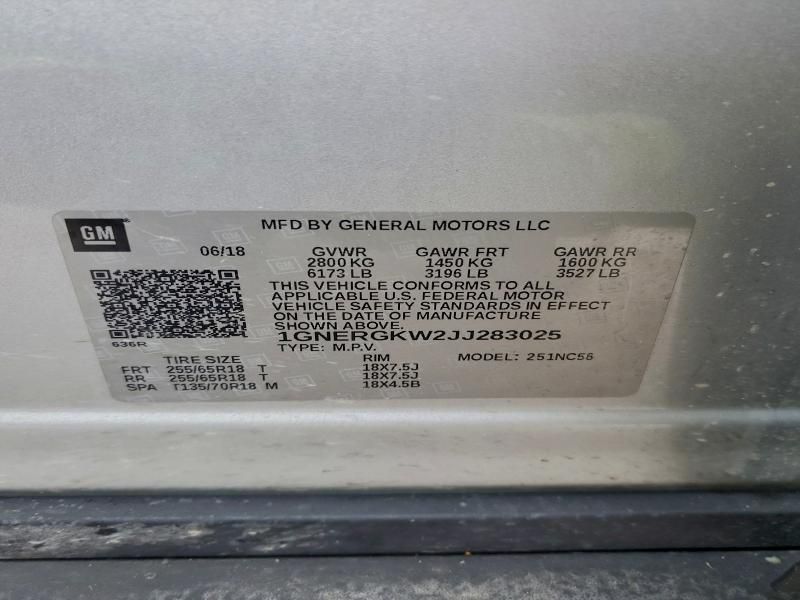 GM
MFD BY GENERAL MOTORS LLC
06/18 GVWR GAWR FRT GAWR RR
2800 KG 1450 KG 1600 KG
6173 LB 3196 LB 3527 LB
THIS VEHICLE CONFORMS TO ALL
APPLICABLE U.S. FEDERAL MOTOR
VEHICLE SAFETY STANDARDS IN EFFECT
ON THE DATE OF MANUFACTURE
SHOWN ABOVE.
1GNERGKW2JJ283025
636R
TYPE: M.P.V. MODEL: 251NC56
TIRE SIZE RIM
FRT 255/65R18 T 18X7.5J
RR 255/65R18 T 18X7.5J
SPA T135/70R18 M 18X4.5B